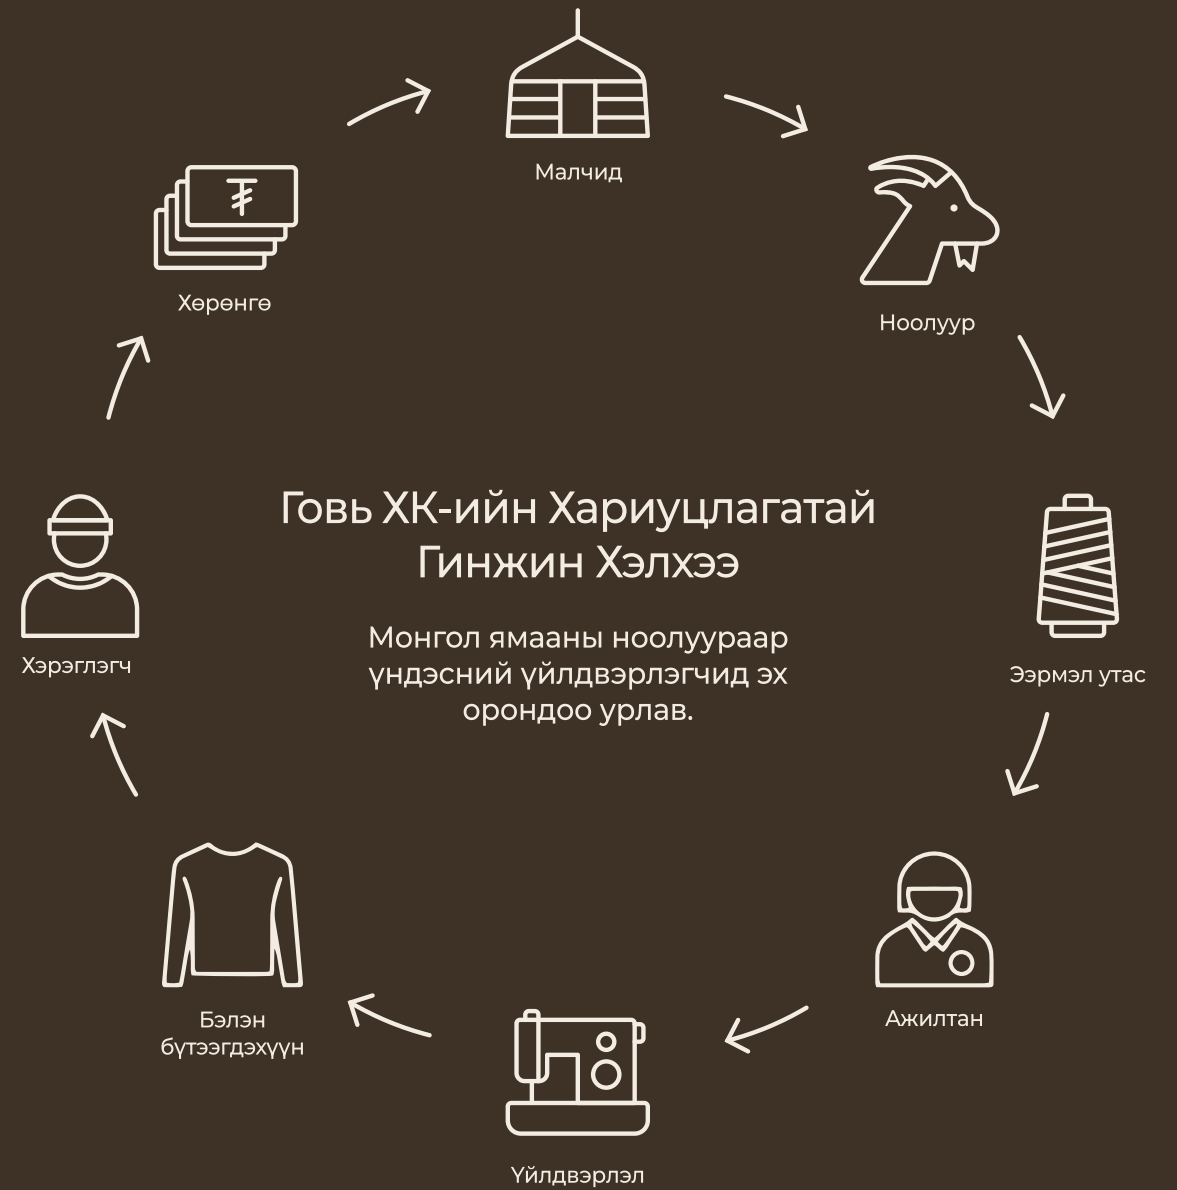 Малчид
Хөрөнгө
Ноолуур
Говь ХК-ийн Хариуцлагатай
Гинжин Хэлхээ
Монгол ямааны ноолуураар
үндэсний үйлдвэрлэгчид эх
орондоо урлав.
Хэрэглэгч
Ээрмэл утас
Ажилтан
Бэлэн
бүтээгдэхүүн
Үйлдвэрлэл